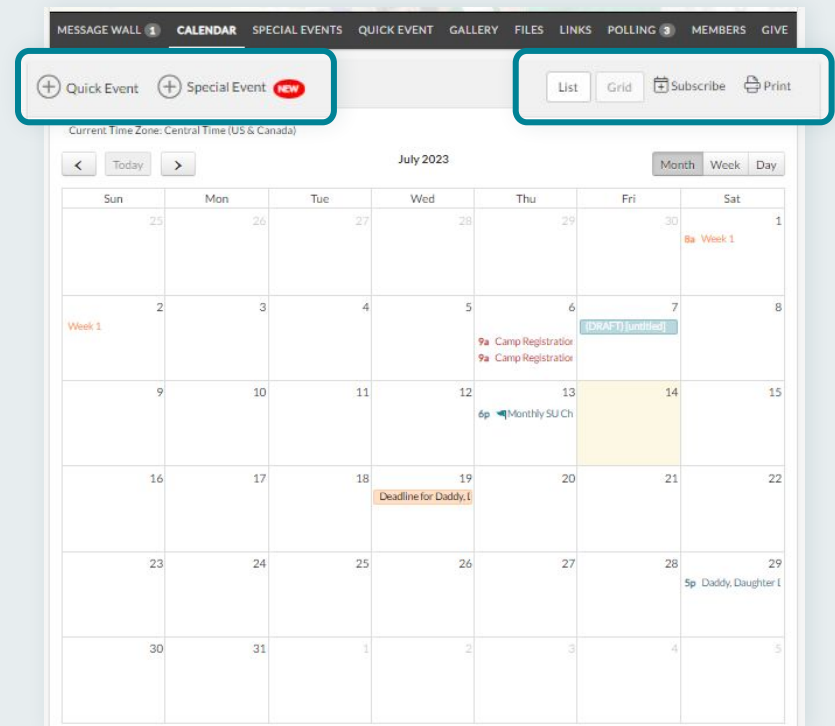 MESSAGE WALL 1 CALENDAR SPECIAL EVENTS QUICK EVENT GALLERY FILES LINKS POLLING 3 MEMBERS GIVE
Quick Event Special Event NEW List Grid Subscribe Print
Current Time Zone: Central Time (US & Canada)
< Today > July 2023 Month Week Day
Sun Mon Tue Wed Thu Fri Sat
25 26 27 28 29 30 1
8a Week 1
2 3 4 5 6 7 8
Week 1 (DRAFT) [untitled]
9a Camp Registration
9a Camp Registration
9 10 11 12 13 14 15
6p Monthly SU Ch
16 17 18 19 20 21 22
Deadline for Daddy, D
23 24 25 26 27 28 29
5p Daddy, Daughter D
30 31 1 2 3 4 5